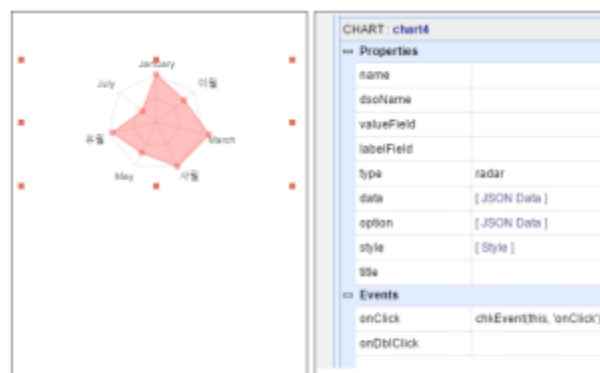 January
July
이월
유월
March
May
사월
CHART : chart4
Properties
name
dsoName
valueField
labelField
type radar
data [ JSON Data ]
option [ JSON Data ]
style [ Style ]
title
Events
onClick chkEvent(this, 'onClick')
onDblClick